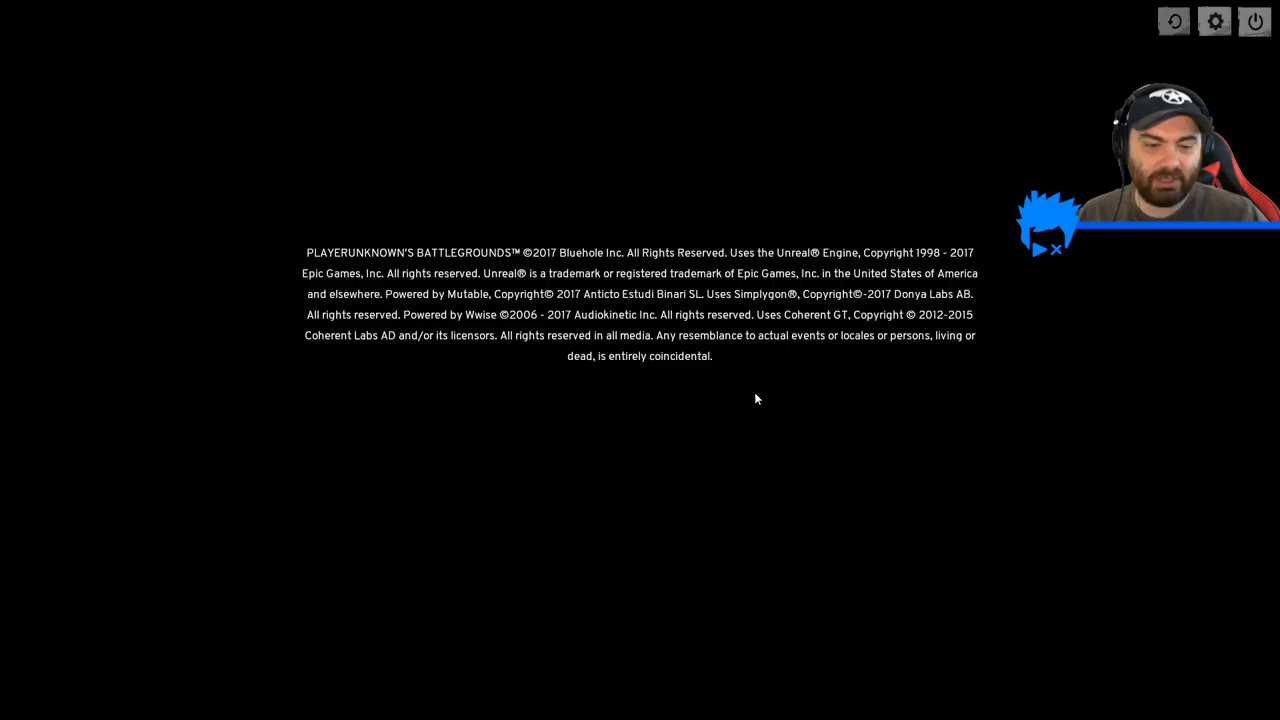 PLAYERUNKNOWN'S BATTLEGROUNDS™ ©2017 Bluehole Inc. All Rights Reserved. Uses the Unreal® Engine, Copyright 1998 - 2017
Epic Games, Inc. All rights reserved. Unreal® is a trademark or registered trademark of Epic Games, Inc. in the United States of America
and elsewhere. Powered by Mutable, Copyright© 2017 Anticto Estudi Binari SL. Uses Simplygon®, Copyright©-2017 Donya Labs AB.
All rights reserved. Powered by Wwise ©2006 - 2017 Audiokinetic Inc. All rights reserved. Uses Coherent GT, Copyright © 2012-2015
Coherent Labs AD and/or its licensors. All rights reserved in all media. Any resemblance to actual events or locales or persons, living or
dead, is entirely coincidental.